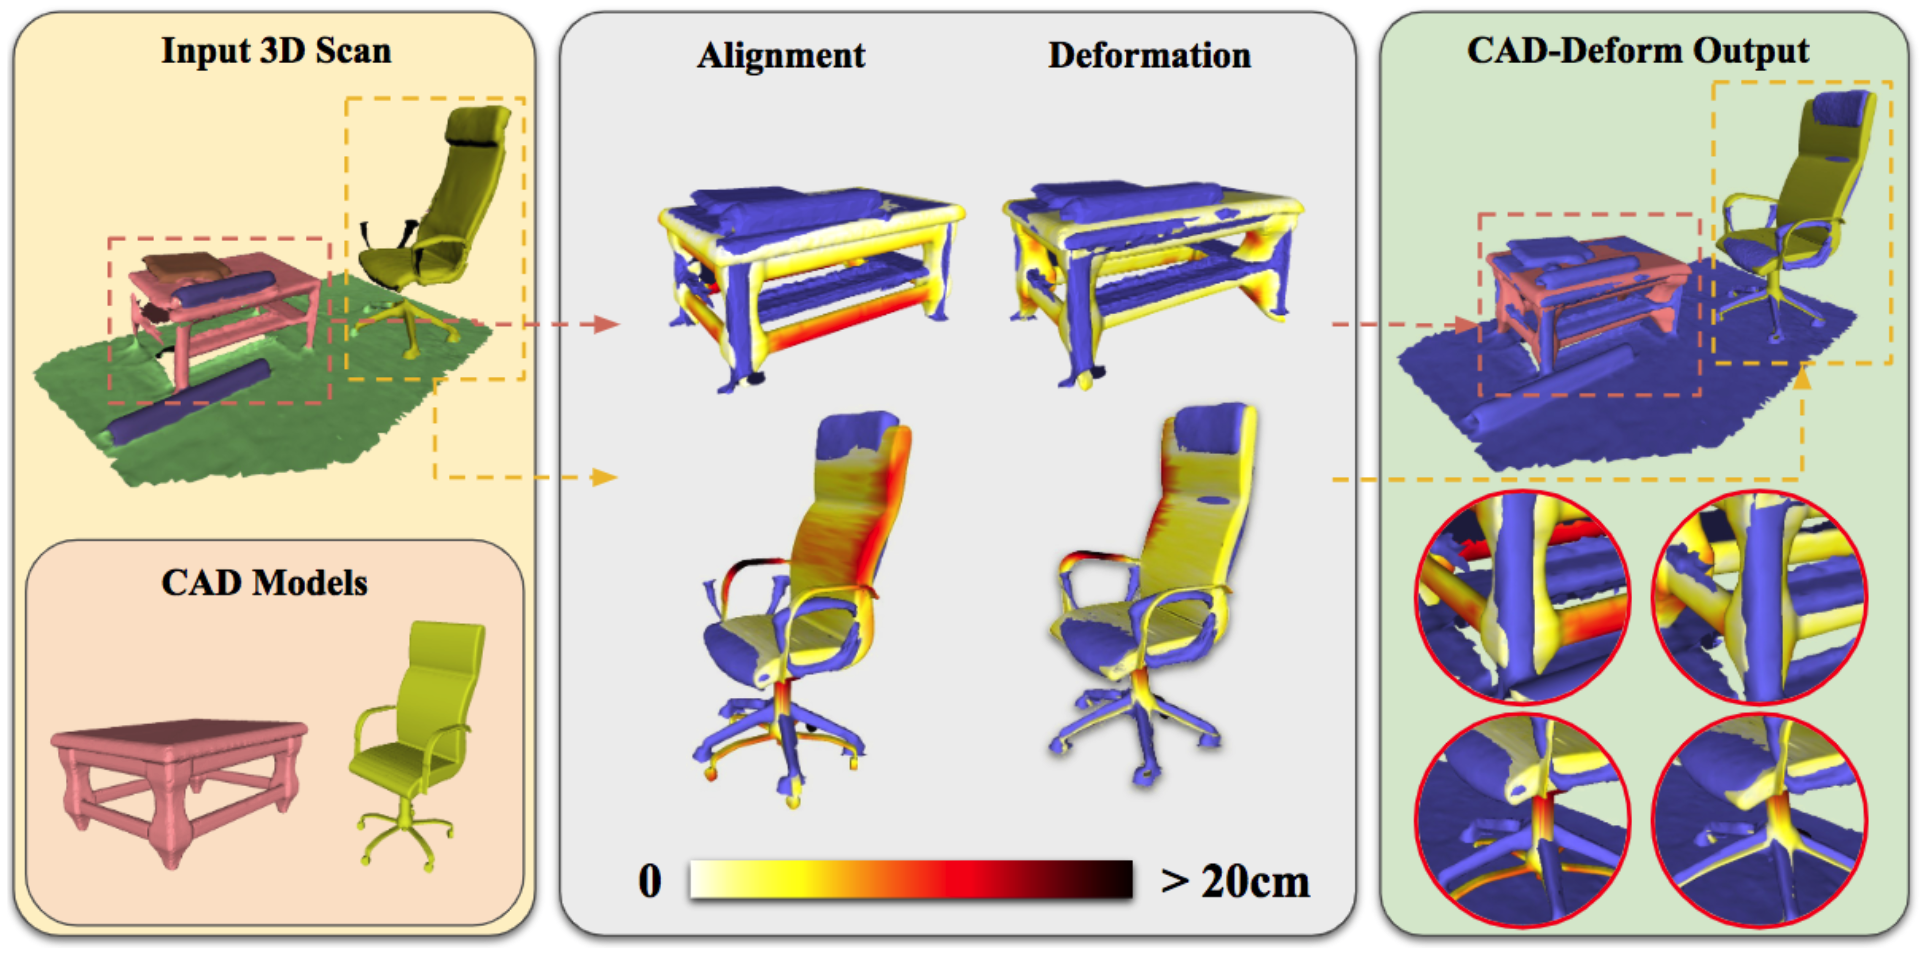 Input 3D Scan
CAD Models
Alignment
Deformation
0
> 20cm
CAD-Deform Output